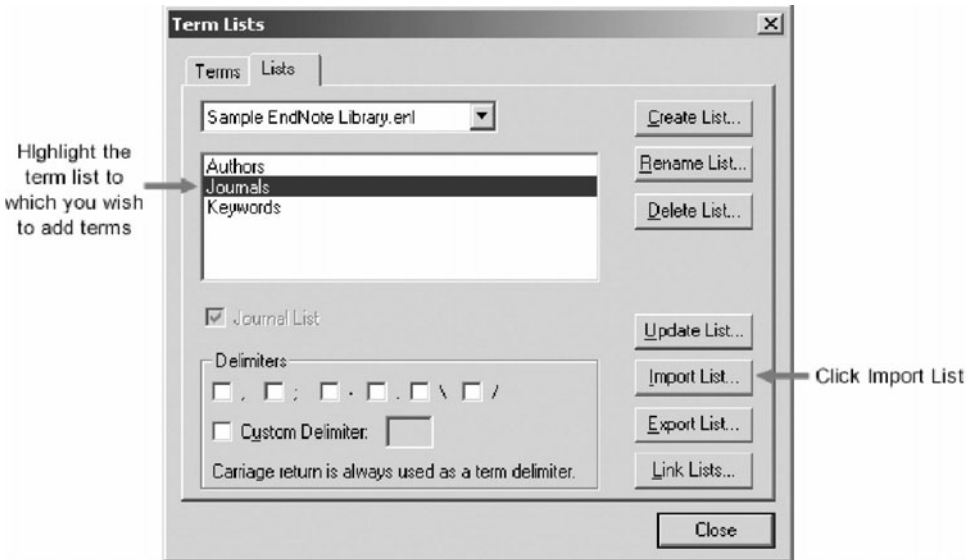 Term Lists
Terms
Lists
Sample EndNote Library.enl
Create List...
Highlight the
term list to
which you wish
to add terms
Authors
Journals
Keywords
Rename List...
Delete List...
Journal List
Update List...
Delimiters
, ; · . \ /
Import List...
Click Import List
Custom Delimiter:
Export List...
Carriage return is always used as a term delimiter.
Link Lists...
Close